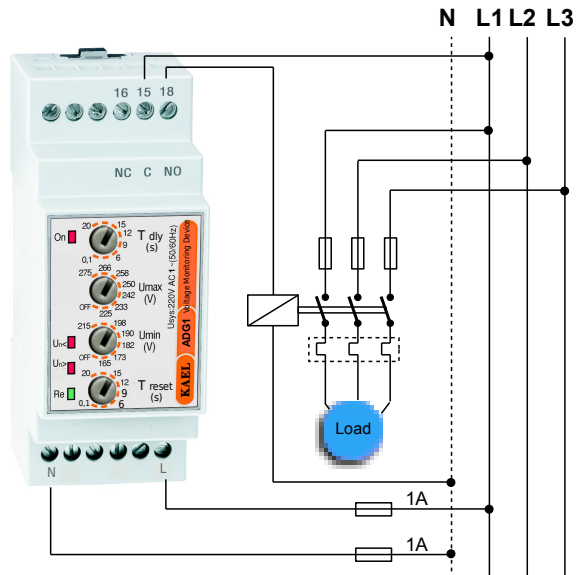 N L1 L2 L3
16 15 18
NC C NO
On
T dly
(s)
20 15 12 9 6 0,1
Umax
(V)
275 266 258 250 242 233 225 OFF
Un<
Umin
(V)
215 198 190 182 173 165 OFF
Un>
Re
T reset
(s)
20 15 12 9 6 0,1
Usys:220V AC 1~(50/60Hz)
KAEL ADG1 Voltage Monitoring Device
N L
Load
1A
1A